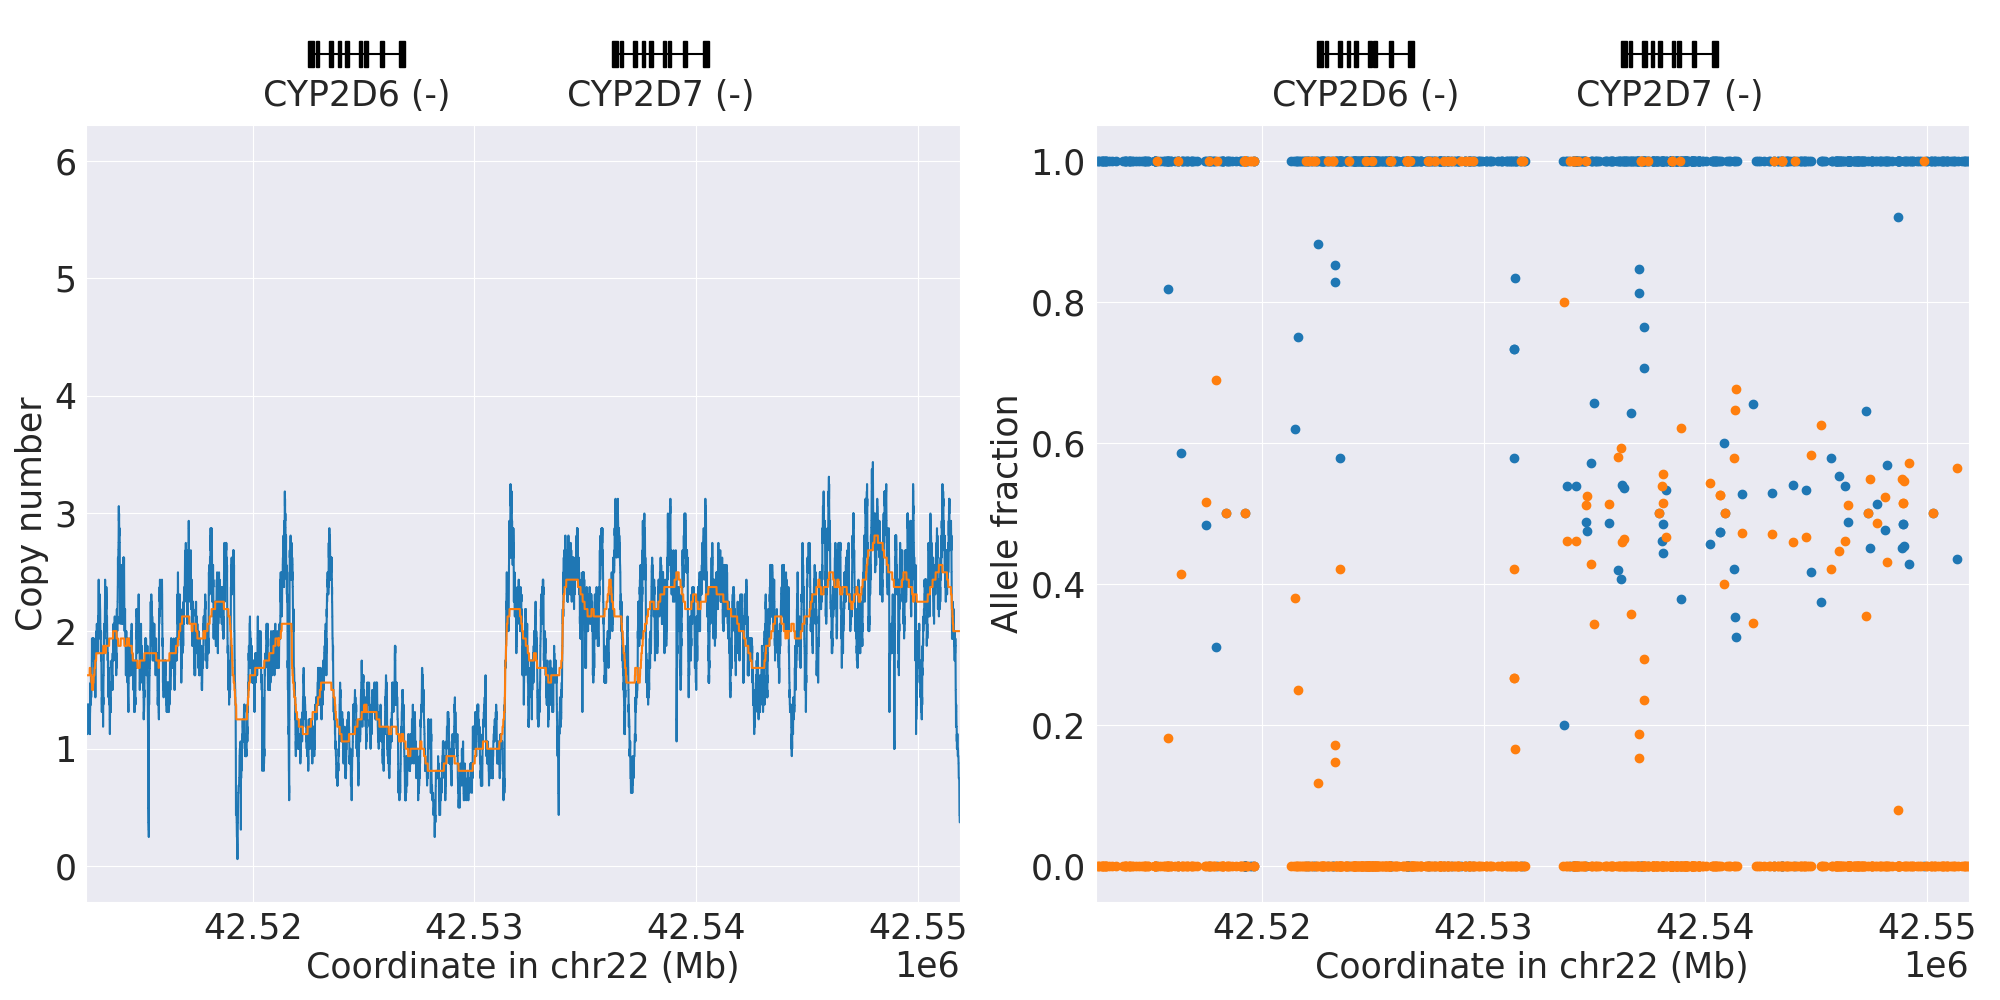 CYP2D6 (-) CYP2D7 (-)
Copy number
6
5
4
3
2
1
0
42.52 42.53 42.54 42.55
Coordinate in chr22 (Mb) 1e6
CYP2D6 (-) CYP2D7 (-)
Allele fraction
1.0
0.8
0.6
0.4
0.2
0.0
42.52 42.53 42.54 42.55
Coordinate in chr22 (Mb) 1e6